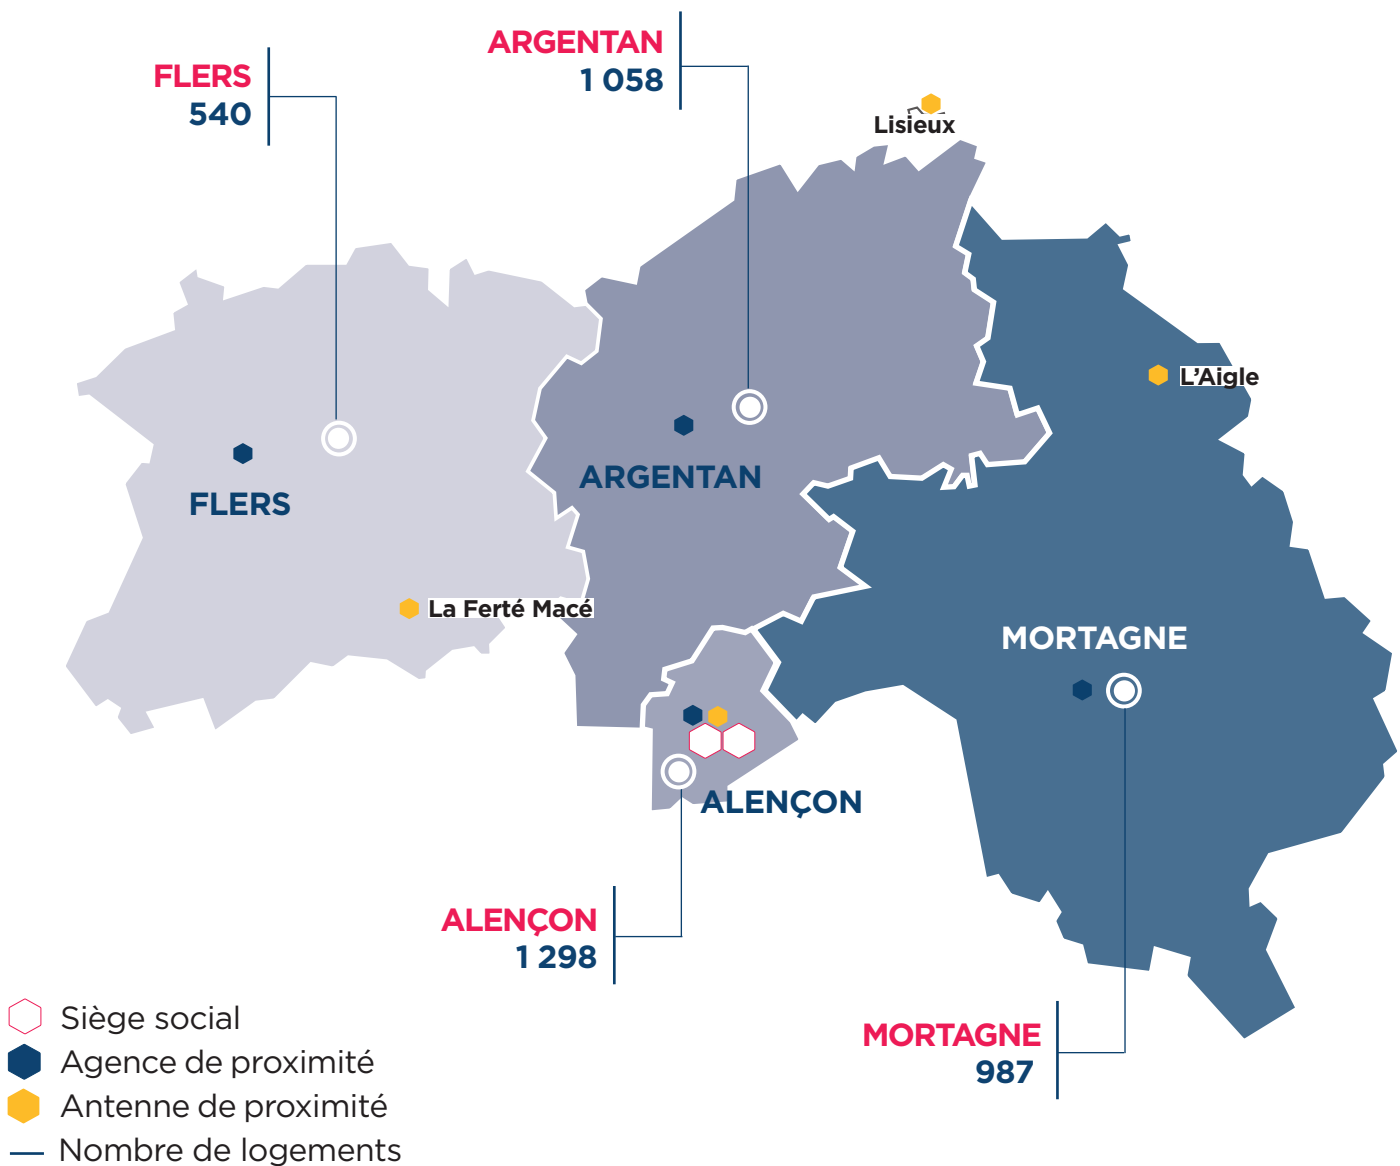 ARGENTAN
1 058
FLERS
540
Lisieux
L'Aigle
ARGENTAN
FLERS
La Ferté Macé
MORTAGNE
ALENÇON
ALENÇON
1 298
MORTAGNE
987
Siège social
Agence de proximité
Antenne de proximité
Nombre de logements